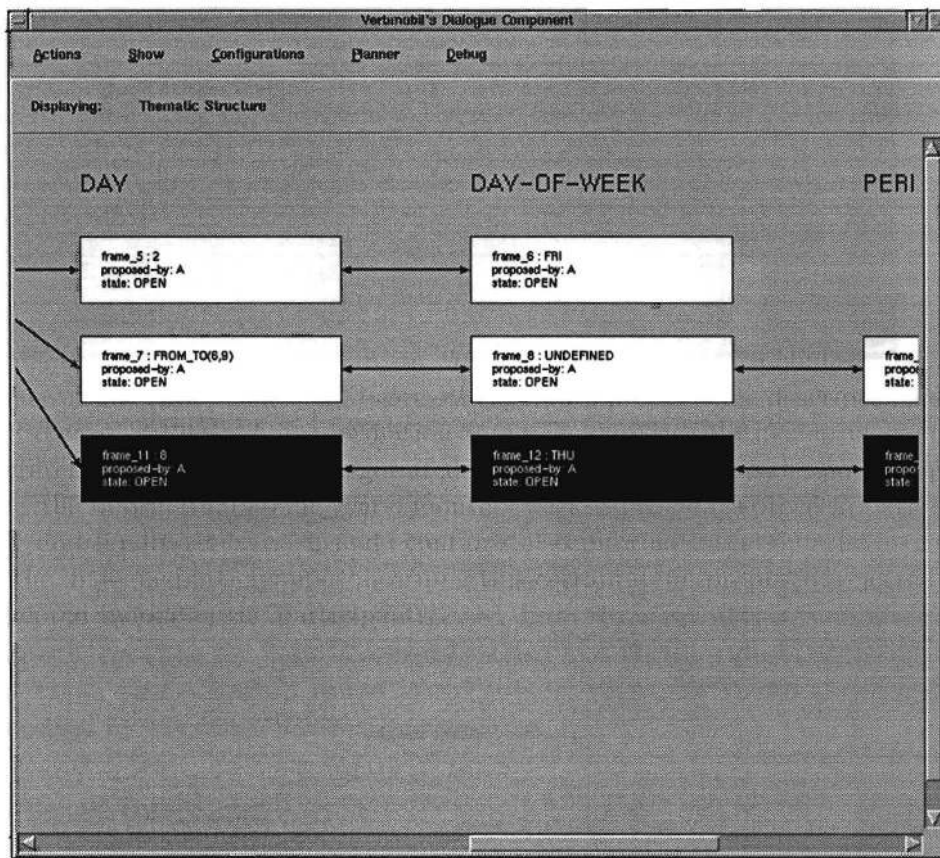 Verbmobil's Dialogue Component
Actions Show Configurations Planner Debug
Displaying: Thematic Structure
DAY DAY-OF-WEEK PERI
frame_5 : 2
proposed-by: A
state: OPEN
frame_6 : FRI
proposed-by: A
state: OPEN
frame_7 : FROM_TO(6,9)
proposed-by: A
state: OPEN
frame_8 : UNDEFINED
proposed-by: A
state: OPEN
frame_
propos
state:
frame_11 : 8
proposed-by: A
state: OPEN
frame_12 : THU
proposed-by: A
state: OPEN
frame_
propos
state: